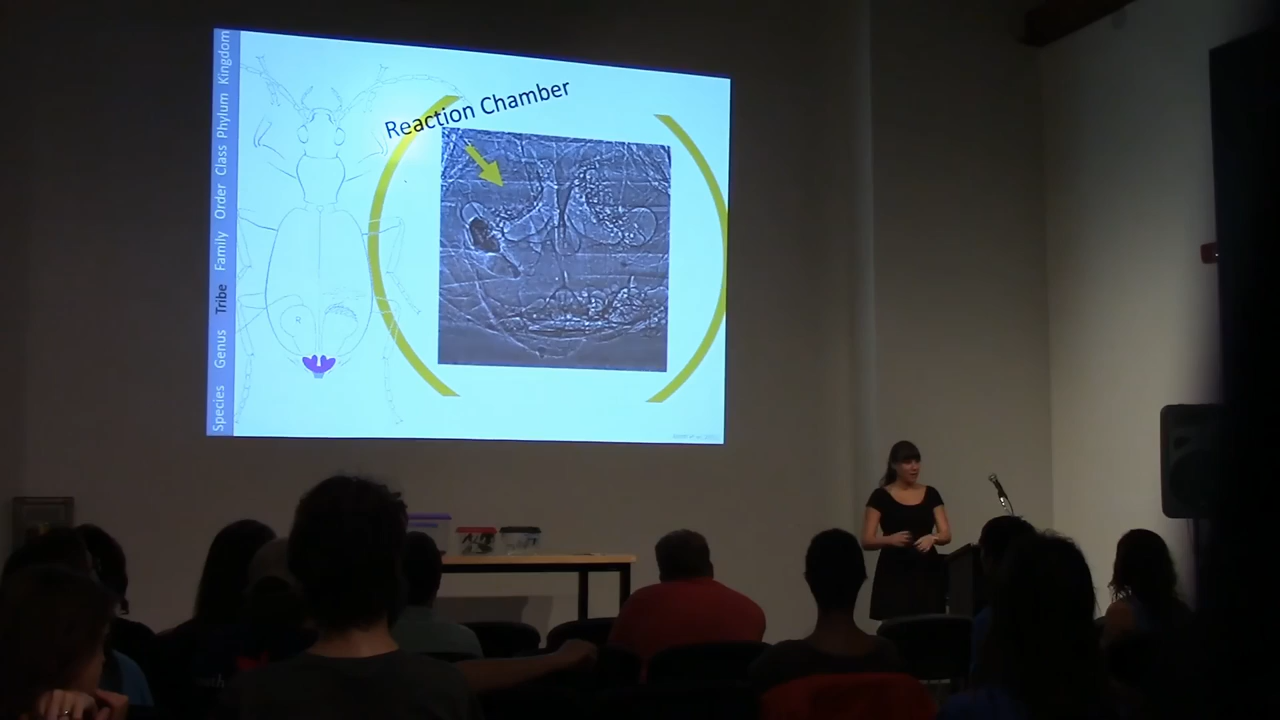 Kingdom
Phylum
Class
Order
Family
Tribe
Genus
Species
Reaction Chamber
R